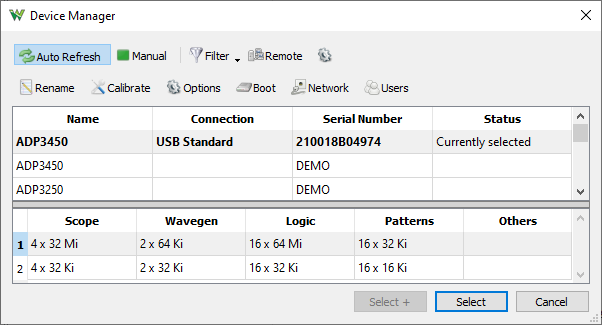 Device Manager
Auto Refresh Manual Filter Remote
Rename Calibrate Options Boot Network Users
Name Connection Serial Number Status
ADP3450 USB Standard 210018B04974 Currently selected
ADP3450 DEMO
ADP3250 DEMO
Scope Wavegen Logic Patterns Others
1 4 x 32 Mi 2 x 64 Ki 16 x 64 Mi 16 x 32 Ki
2 4 x 32 Ki 2 x 32 Ki 16 x 32 Ki 16 x 16 Ki
Select + Select Cancel